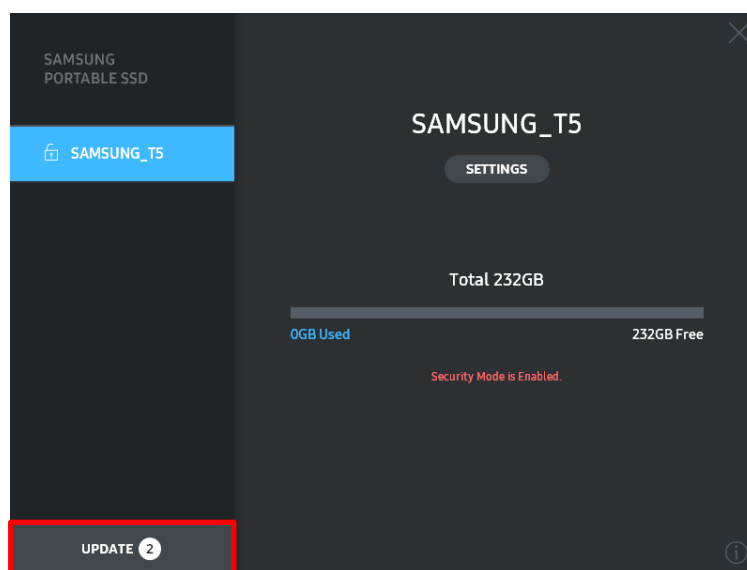 SAMSUNG
PORTABLE SSD
SAMSUNG_T5
SAMSUNG_T5
SETTINGS
Total 232GB
0GB Used
232GB Free
Security Mode is Enabled.
UPDATE 2